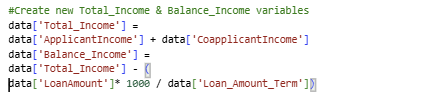 #Create new Total_Income & Balance_Income variables
data['Total_Income'] =
data['ApplicantIncome'] + data['CoapplicantIncome']
data['Balance_Income'] =
data['Total_Income'] - (
data['LoanAmount']* 1000 / data['Loan_Amount_Term'])